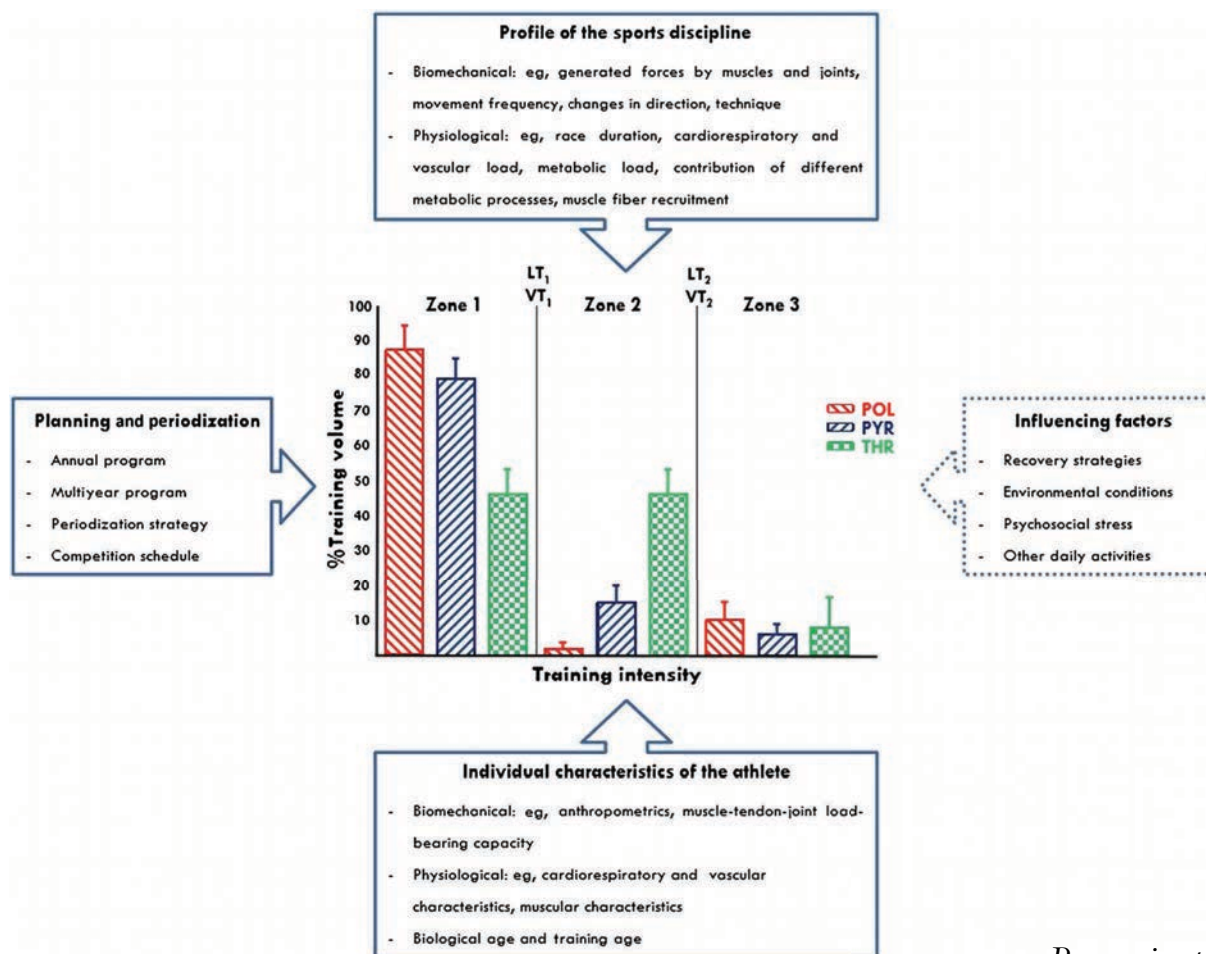 Profile of the sports discipline
- Biomechanical: eg, generated forces by muscles and joints,
movement frequency, changes in direction, technique
- Physiological: eg, race duration, cardiorespiratory and
vascular load, metabolic load, contribution of different
metabolic processes, muscle fiber recruitment
LT1
VT1
LT2
VT2
Zone 1
Zone 2
Zone 3
100
90
80
70
60
50
40
30
20
10
%Training volume
Training intensity
POL
PYR
THR
Planning and periodization
- Annual program
- Multiyear program
- Periodization strategy
- Competition schedule
Influencing factors
- Recovery strategies
- Environmental conditions
- Psychosocial stress
- Other daily activities
Individual characteristics of the athlete
- Biomechanical: eg, anthropometrics, muscle-tendon-joint load-
bearing capacity
- Physiological: eg, cardiorespiratory and vascular
characteristics, muscular characteristics
- Biological age and training age